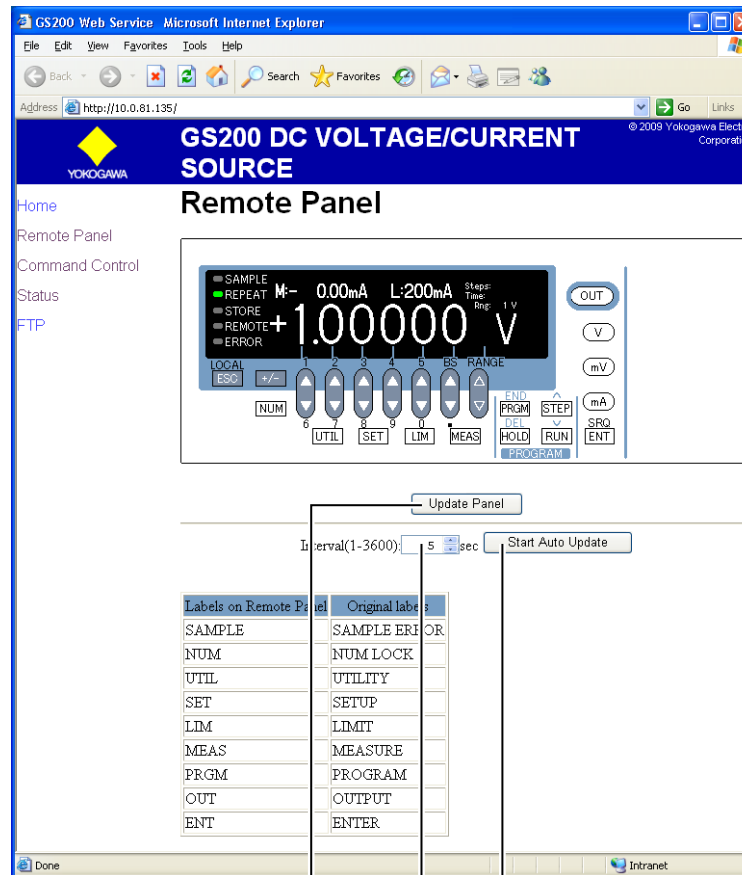 GS200 Web Service Microsoft Internet Explorer
File Edit View Favorites Tools Help
Back Search Favorites
Address http://10.0.81.135/ Go Links
YOKOGAWA
GS200 DC VOLTAGE/CURRENT SOURCE
© 2009 Yokogawa Elect
Corporati
Home
Remote Panel
Command Control
Status
FTP
Remote Panel
SAMPLE
REPEAT
STORE
REMOTE
ERROR
M:- 0.00mA L:200mA
Steps:
Time:
Rng: 1 V
+1.00000 V
OUT
V
mV
mA
LOCAL
ESC +/- 1 2 3 4 5 BS RANGE
NUM
6 7 8 9 0 .
UTIL SET LIM MEAS
END ^
PRGM STEP
DEL v SRQ
HOLD RUN ENT
PROGRAM
Update Panel
Interval(1-3600): 5 sec Start Auto Update
Labels on Remote Panel Original labels
SAMPLE SAMPLE ERROR
NUM NUM LOCK
UTIL UTILITY
SET SETUP
LIM LIMIT
MEAS MEASURE
PRGM PROGRAM
OUT OUTPUT
ENT ENTER
Done Intranet